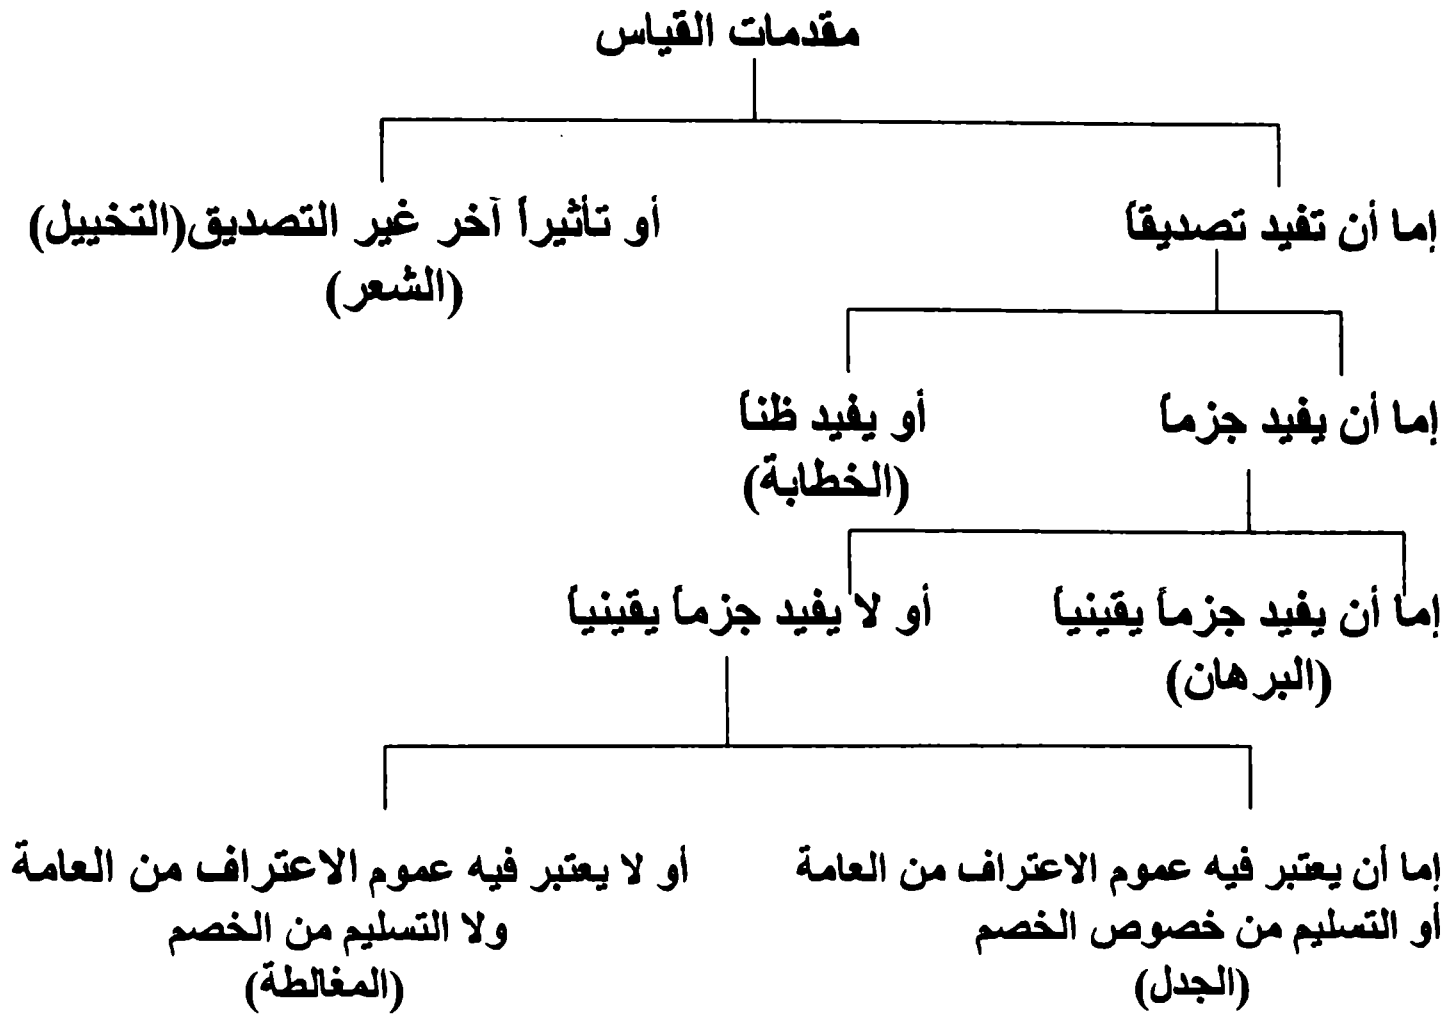 مقدمات القياس
إما أن تفيد تصديقاً
أو تأثيراً آخر غير التصديق(التخييل)
(الشعر)
إما أن يفيد جزماً
أو يفيد ظناً
(الخطابة)
إما أن يفيد جزماً يقينياً
(البرهان)
أو لا يفيد جزماً يقينياً
إما أن يعتبر فيه عموم الاعتراف من العامة
أو التسليم من خصوص الخصم
(الجدل)
أو لا يعتبر فيه عموم الاعتراف من العامة
ولا التسليم من الخصم
(المغالطة)